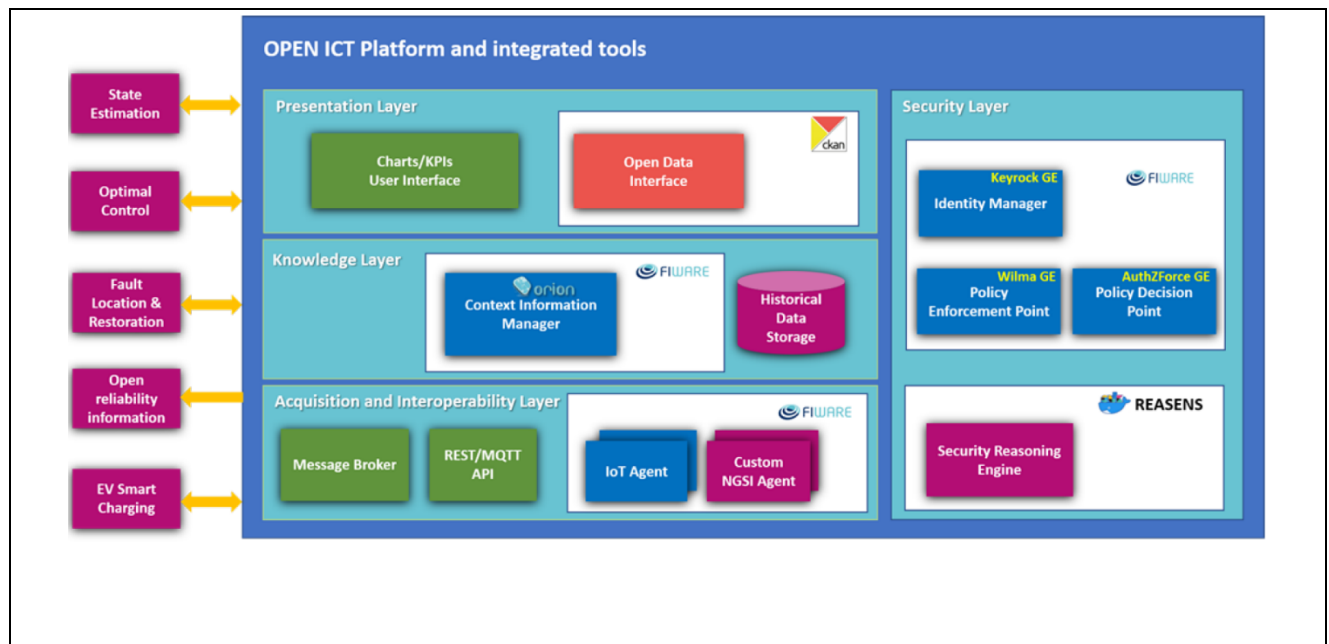 OPEN ICT Platform and integrated tools
State
Estimation
Optimal
Control
Fault
Location &
Restoration
Open
reliability
information
EV Smart
Charging
Presentation Layer
Charts/KPIs
User Interface
Open Data
Interface
ckan
Knowledge Layer
orion
Context Information
Manager
FIWARE
Historical
Data
Storage
Acquisition and Interoperability Layer
Message Broker
REST/MQTT
API
FIWARE
IoT Agent
Custom
NGSI Agent
Security Layer
Keyrock GE
Identity Manager
FIWARE
Wilma GE
Policy
Enforcement Point
AuthZForce GE
Policy Decision
Point
REASENS
Security Reasoning
Engine